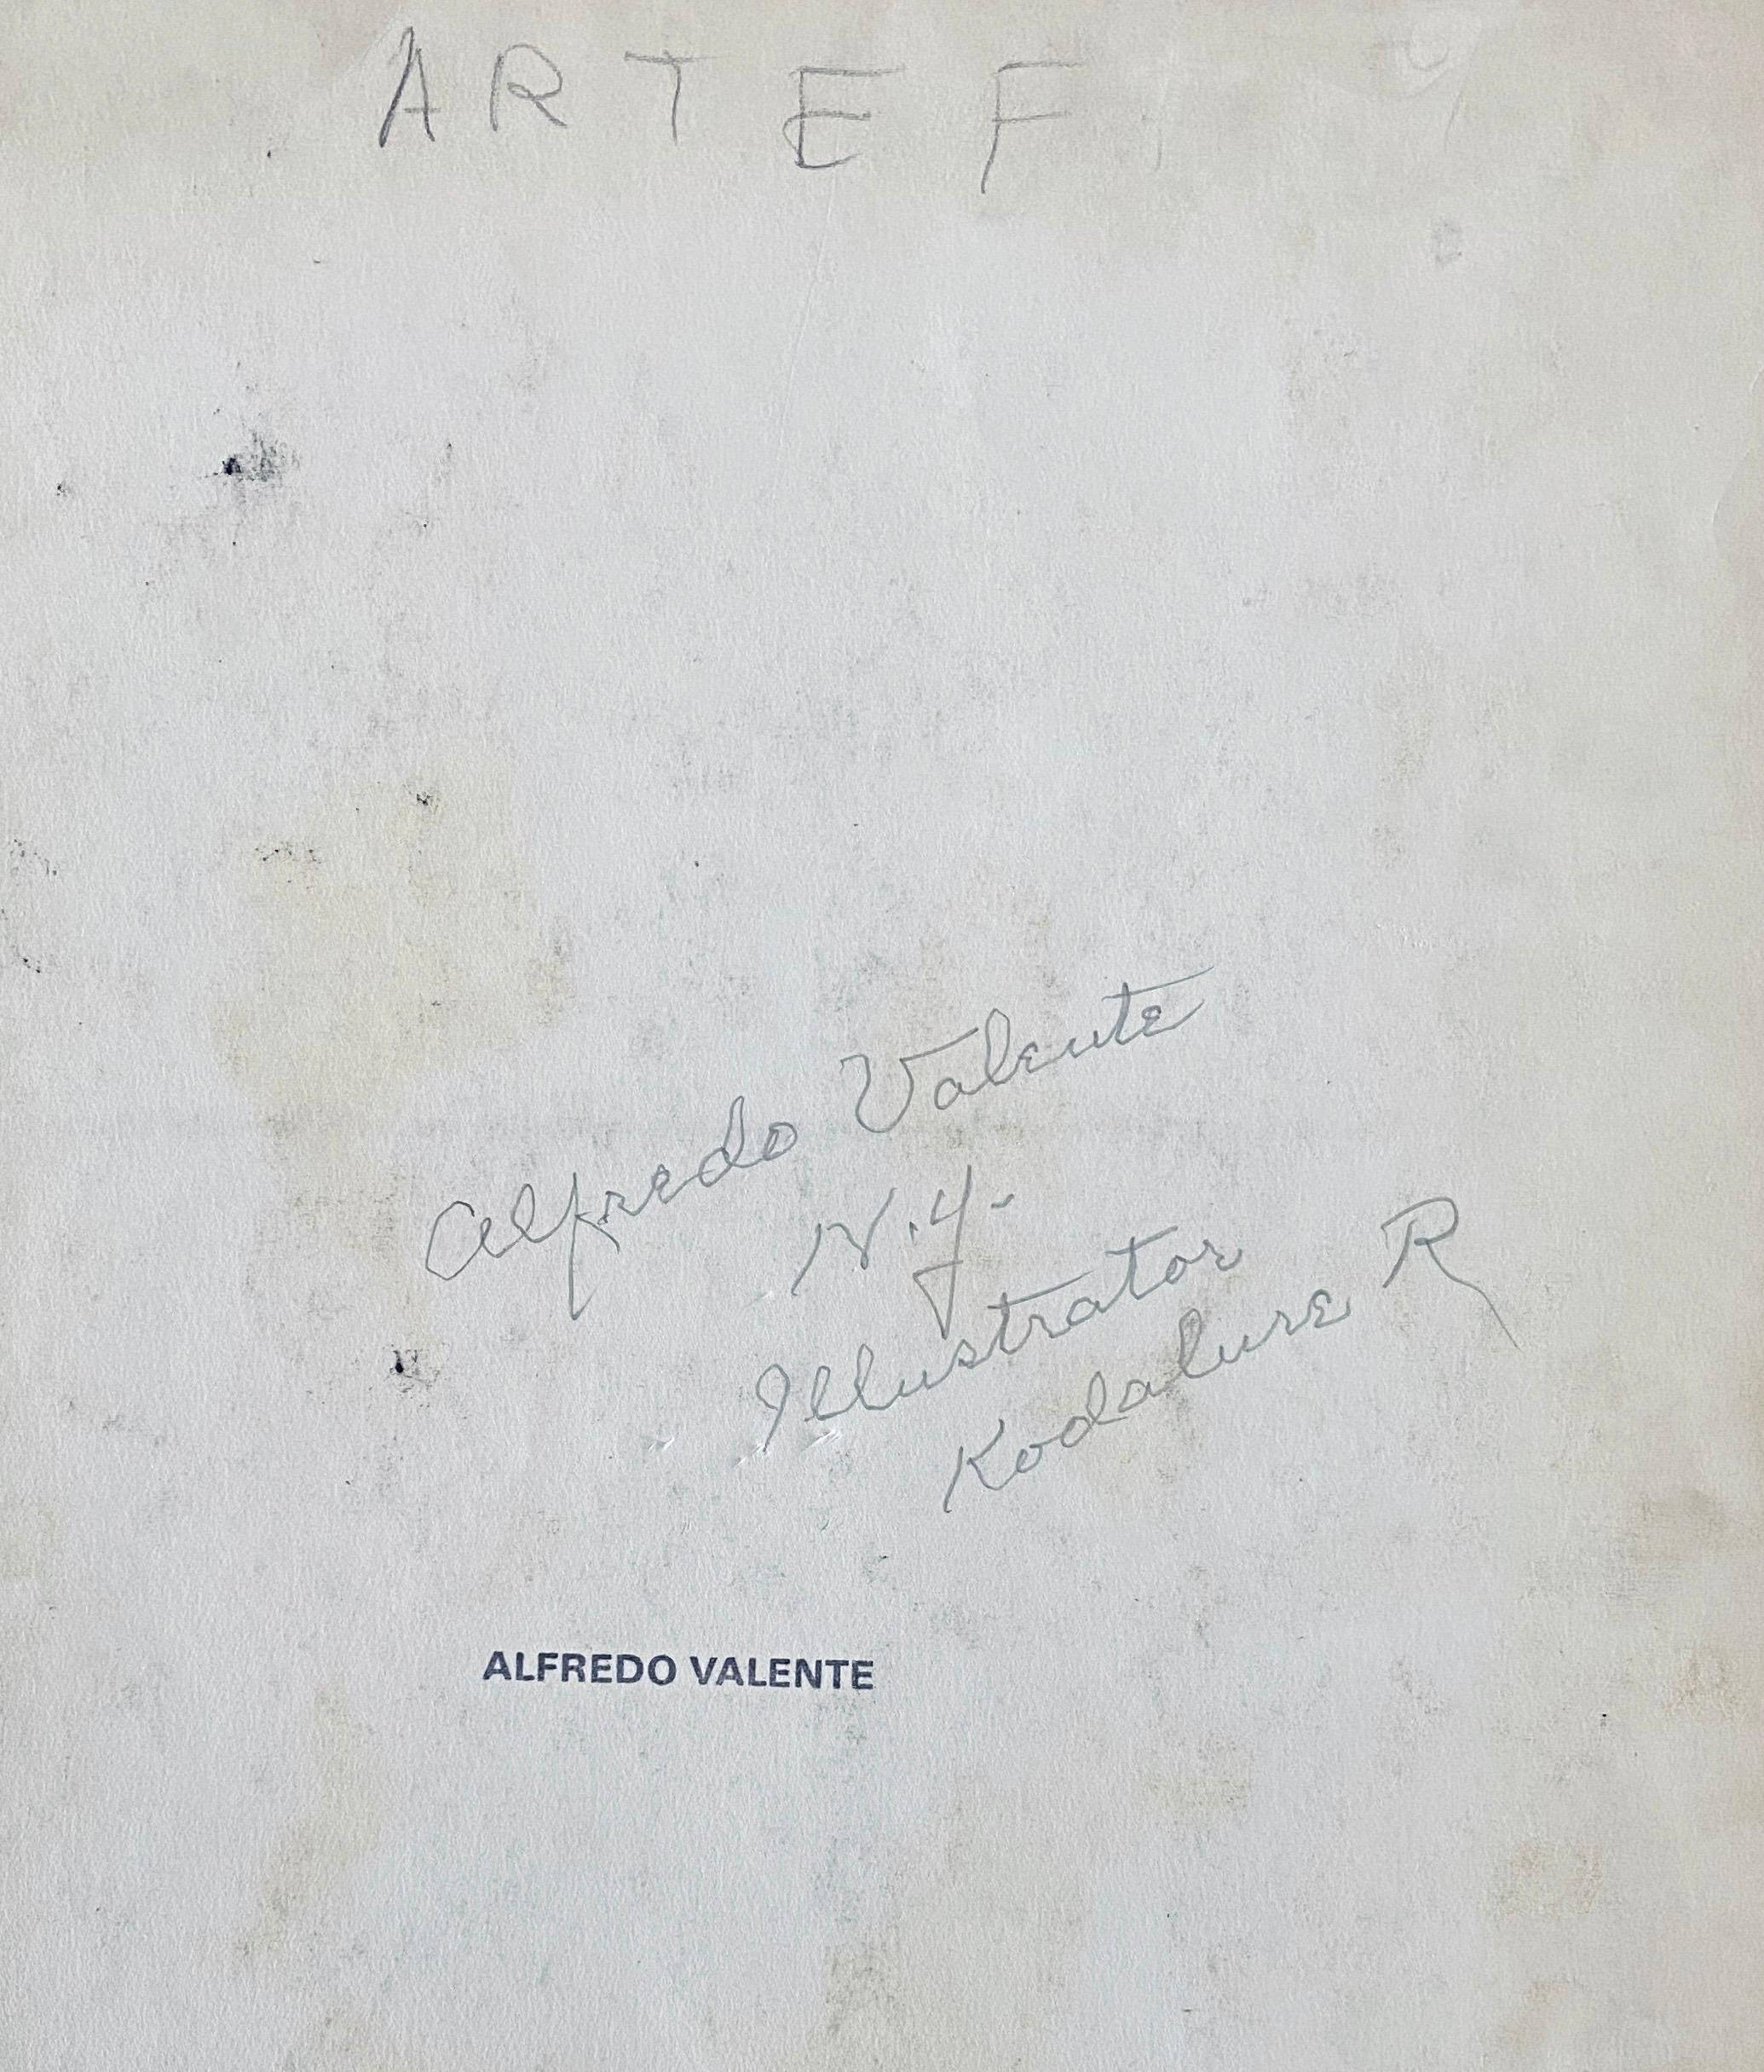 ARTEF
Alfredo Valente
N.Y.
Illustrator
Kodalure R
ALFREDO VALENTE